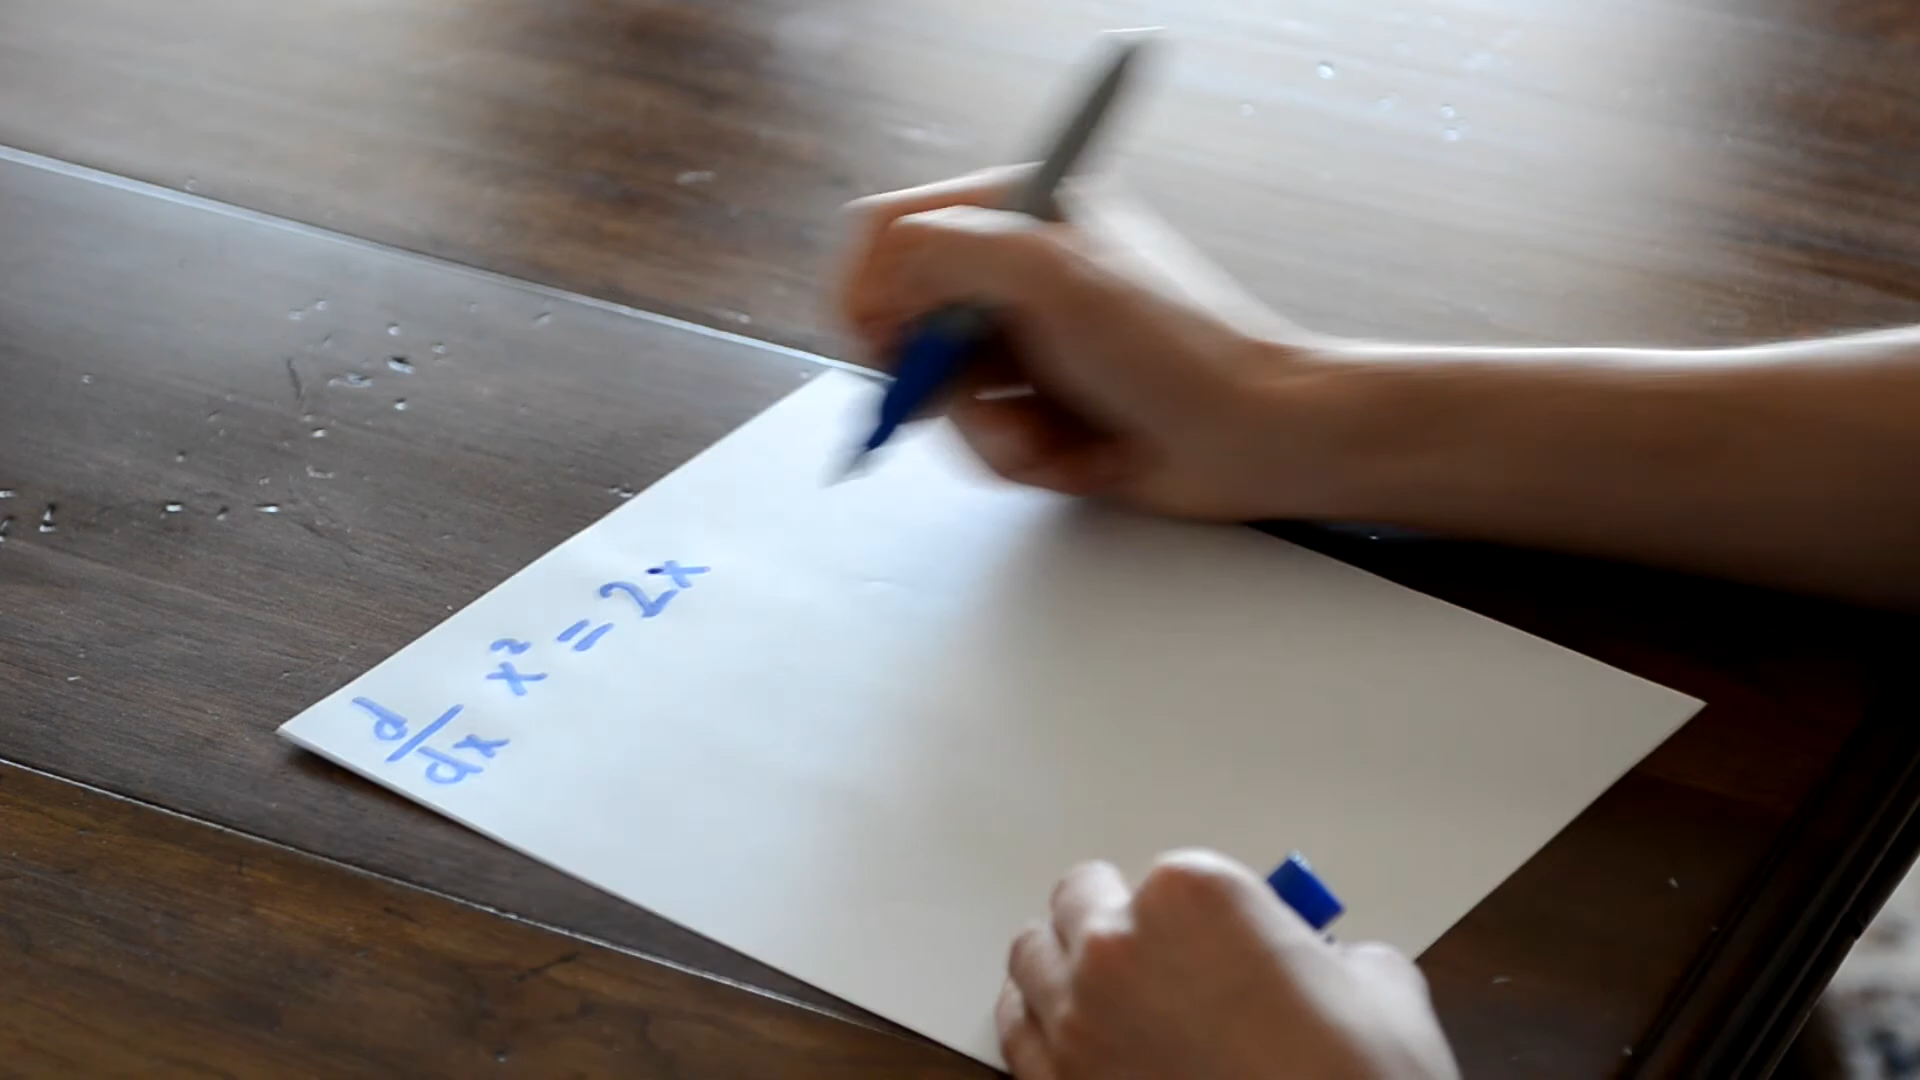 d/dx x² = 2x